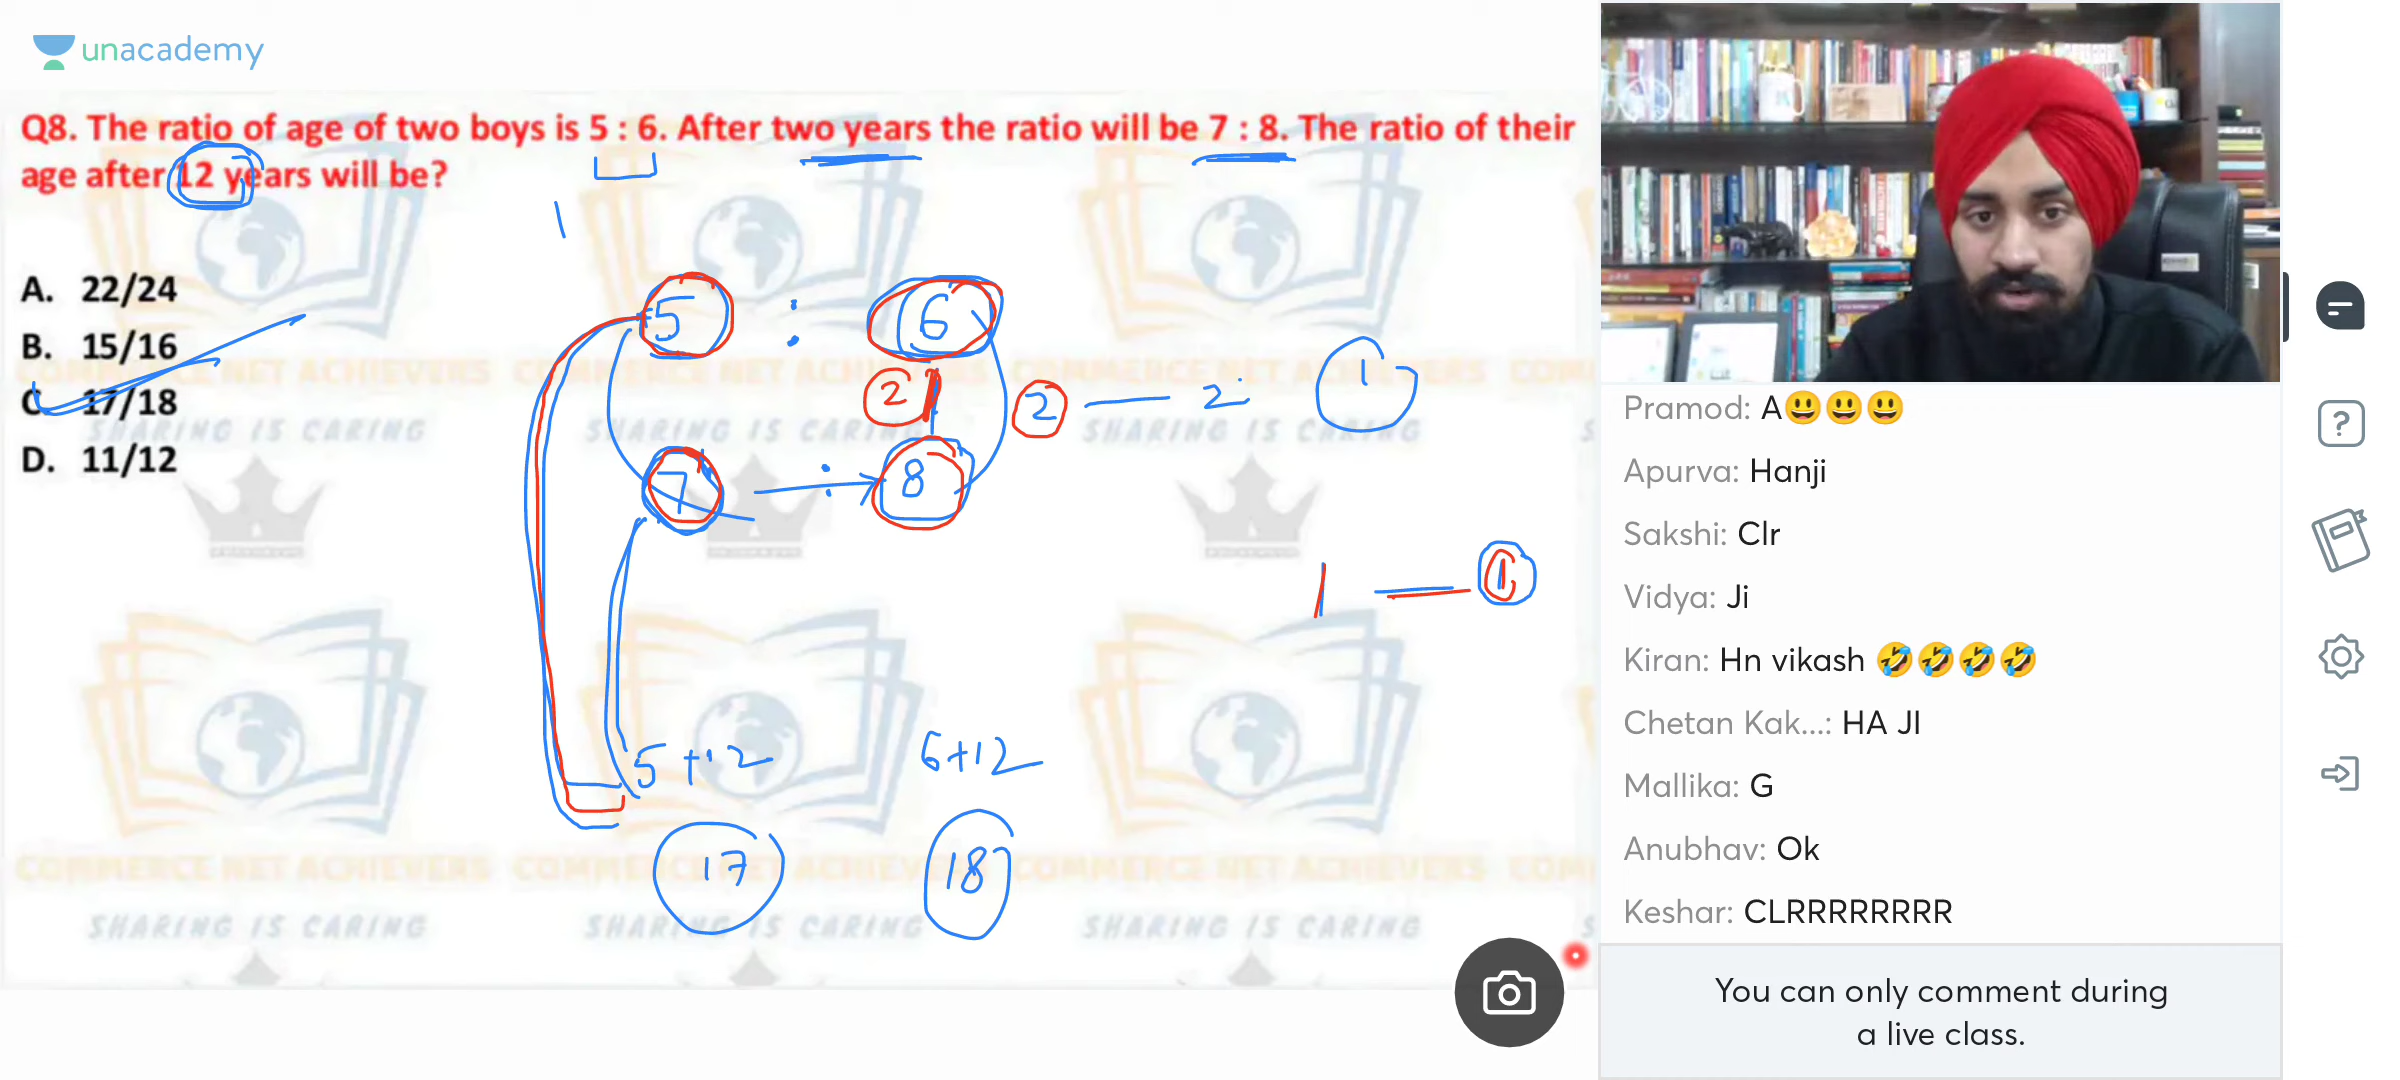 unacademy
Q8. The ratio of age of two boys is 5 : 6. After two years the ratio will be 7 : 8. The ratio of their
age after 12 years will be?
A. 22/24
B. 15/16
C. 17/18
D. 11/12
5 : 6
2 2 — 2 1
7 : 8
1 — 1
5 +12 6+12
17 18
COMMERCE NET ACHIEVERS
SHARING IS CARING
Pramod: A😃😃😃
Apurva: Hanji
Sakshi: Clr
Vidya: Ji
Kiran: Hn vikash 🤣🤣🤣🤣
Chetan Kak...: HA JI
Mallika: G
Anubhav: Ok
Keshar: CLRRRRRRRR
You can only comment during
a live class.